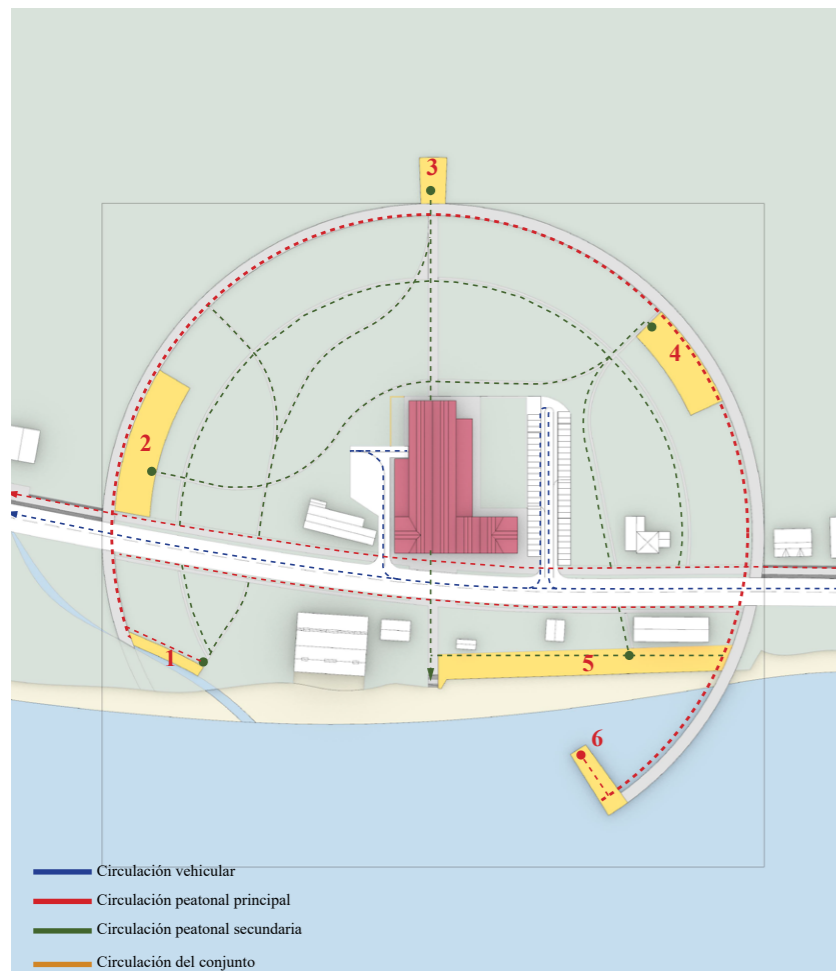 3
4
2
1
5
6
Circulación vehicular
Circulación peatonal principal
Circulación peatonal secundaria
Circulación del conjunto